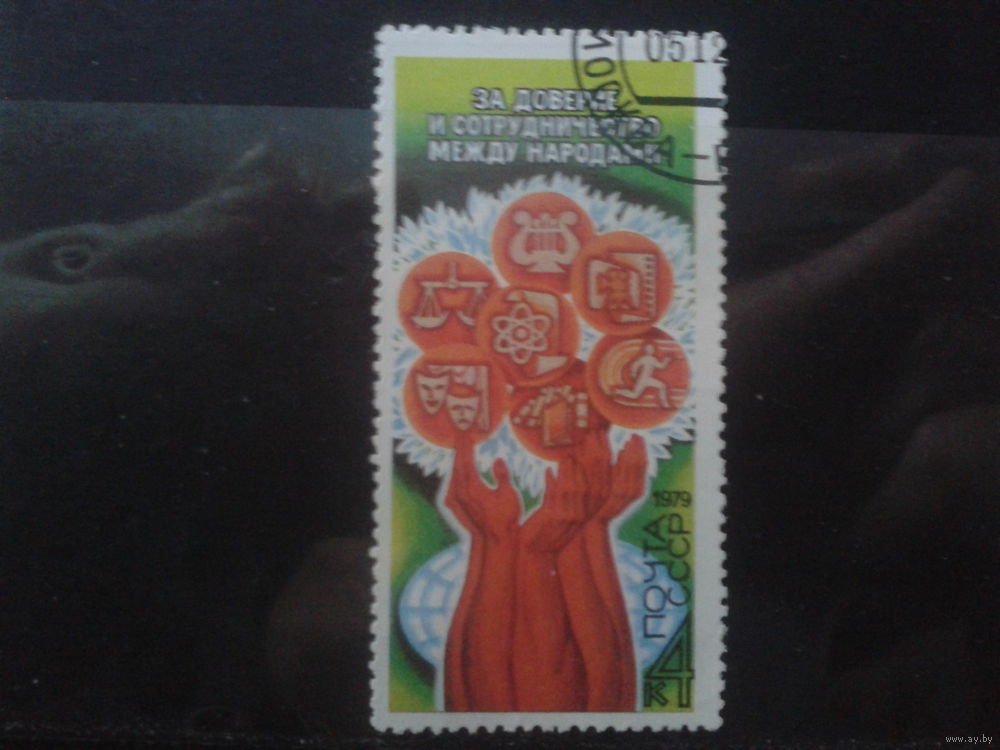 0512
ЗА ДОВЕРИЕ
И СОТРУДНИЧЕСТВО
МЕЖДУ НАРОДАМИ
1979
ПОЧТА
СССР
4
К
www.ay.by